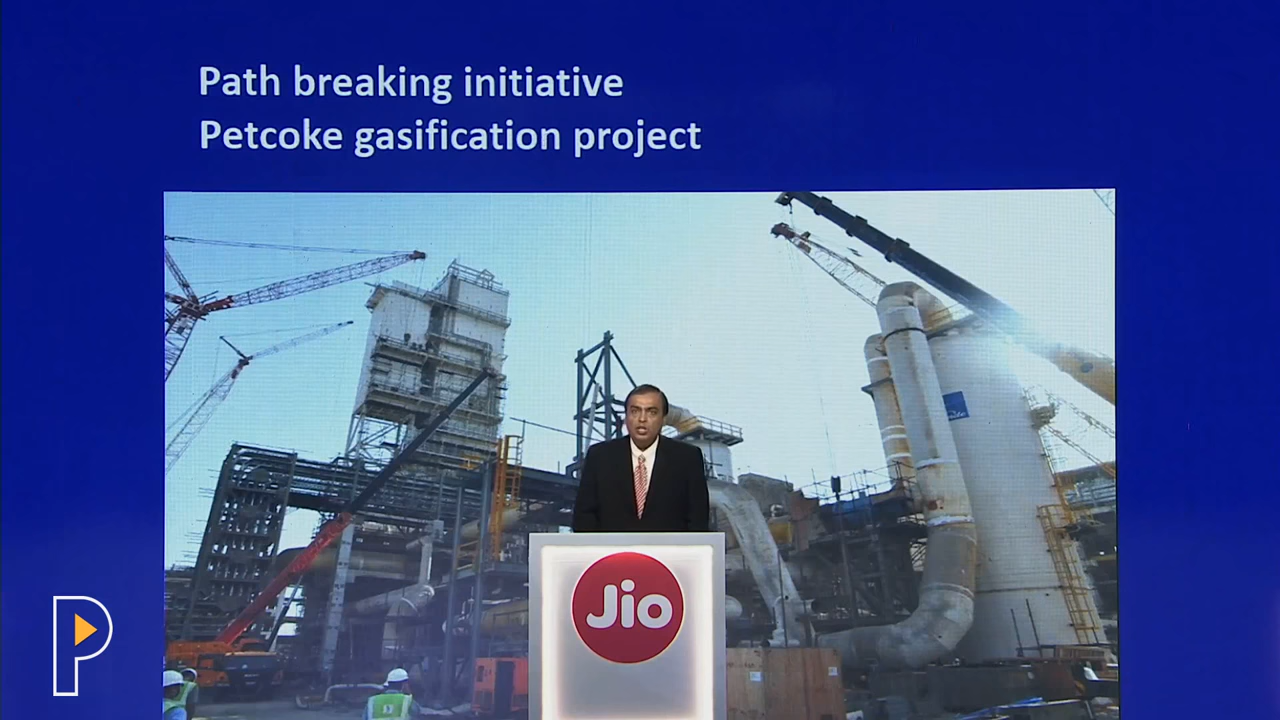 Path breaking initiative
Petcoke gasification project
Jio
P